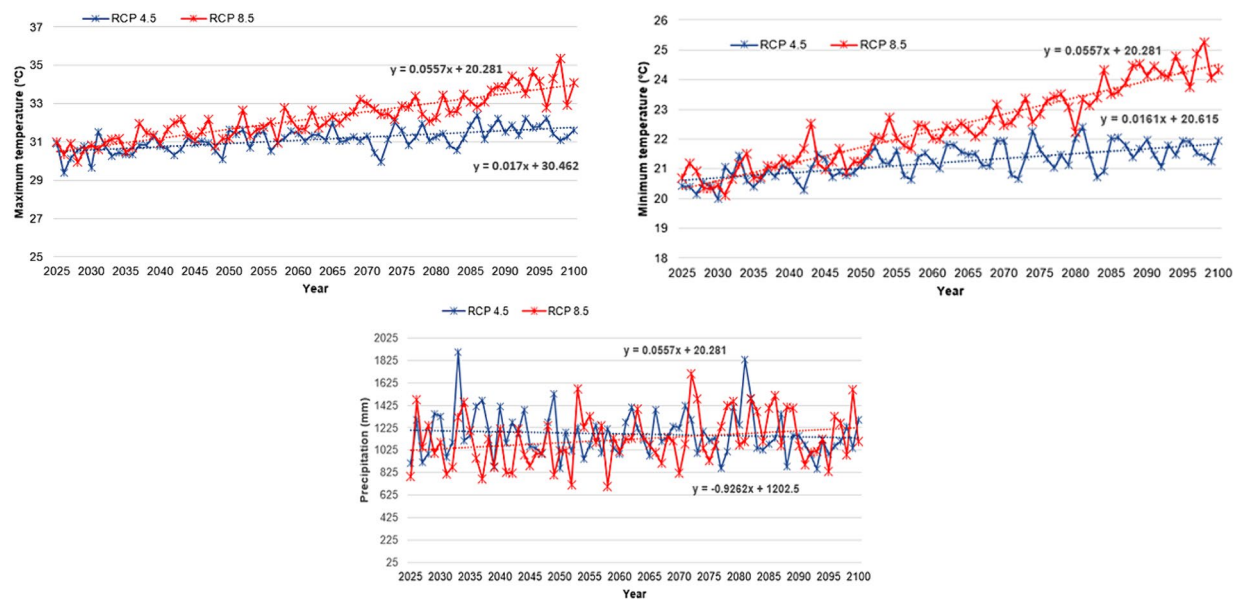 RCP 4.5 RCP 8.5
37
35
33
31
29
27
25
Maximum temperature (°C)
y = 0.0557x + 20.281
y = 0.017x + 30.462
2025 2030 2035 2040 2045 2050 2055 2060 2065 2070 2075 2080 2085 2090 2095 2100
Year
RCP 4.5 RCP 8.5
26
25
24
23
22
21
20
19
18
Minimum temperature (°C)
y = 0.0557x + 20.281
y = 0.0161x + 20.615
2025 2030 2035 2040 2045 2050 2055 2060 2065 2070 2075 2080 2085 2090 2095 2100
Year
RCP 4.5 RCP 8.5
2025
1825
1625
1425
1225
1025
825
625
425
225
25
Precipitation (mm)
y = 0.0557x + 20.281
y = -0.9262x + 1202.5
2025 2030 2035 2040 2045 2050 2055 2060 2065 2070 2075 2080 2085 2090 2095 2100
Year